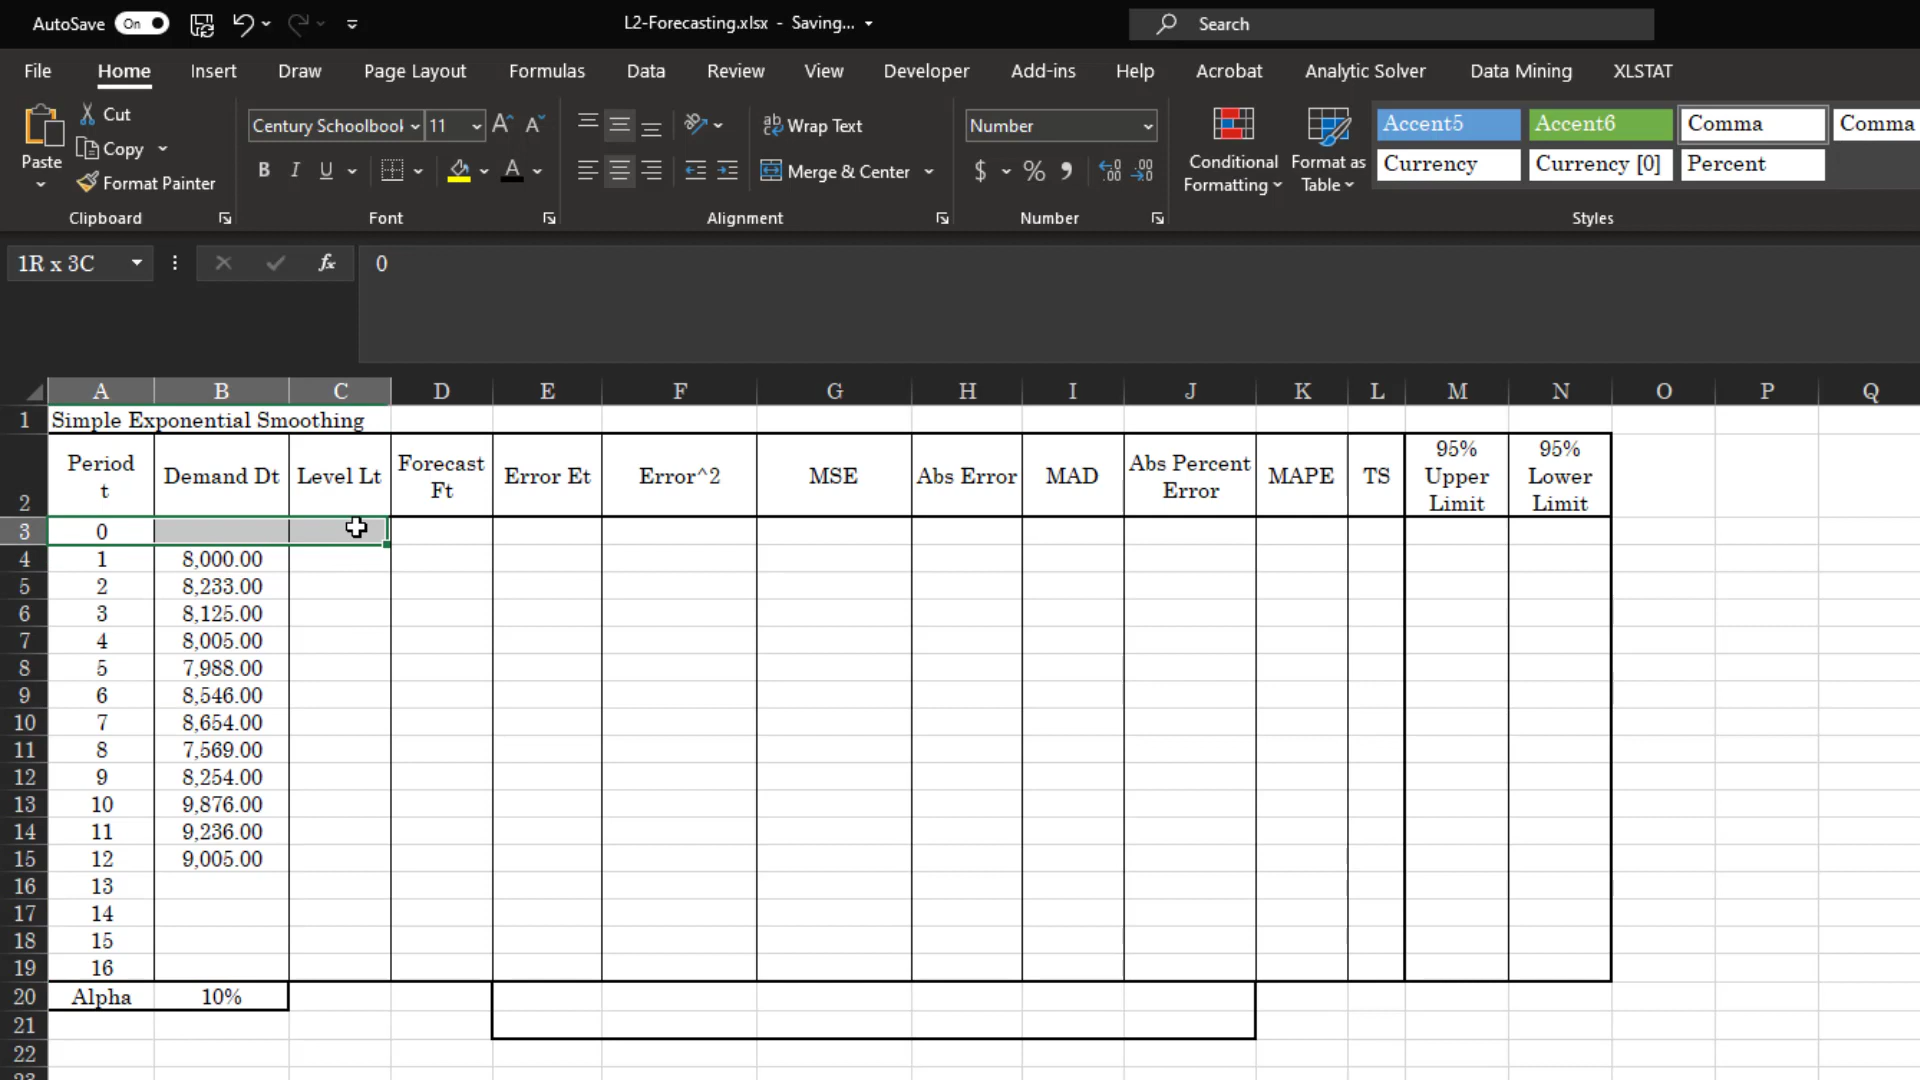 AutoSave On L2-Forecasting.xlsx - Saving... Search
File Home Insert Draw Page Layout Formulas Data Review View Developer Add-ins Help Acrobat Analytic Solver Data Mining XLSTAT
Paste
Cut
Copy
Format Painter
Clipboard
Century Schoolbook 11
B I U A
Font
Wrap Text
Merge & Center
Alignment
Number
$ % 9
Number
Conditional Formatting
Format as Table
Accent5 Accent6 Comma Comma
Currency Currency [0] Percent
Styles
1R x 3C fx 0
A B C D E F G H I J K L M N O P Q
1 Simple Exponential Smoothing
2 Period t Demand Dt Level Lt Forecast Ft Error Et Error^2 MSE Abs Error MAD Abs Percent Error MAPE TS 95% Upper Limit 95% Lower Limit
3 0
4 1 8,000.00
5 2 8,233.00
6 3 8,125.00
7 4 8,005.00
8 5 7,988.00
9 6 8,546.00
10 7 8,654.00
11 8 7,569.00
12 9 8,254.00
13 10 9,876.00
14 11 9,236.00
15 12 9,005.00
16 13
17 14
18 15
19 16
20 Alpha 10%
21
22